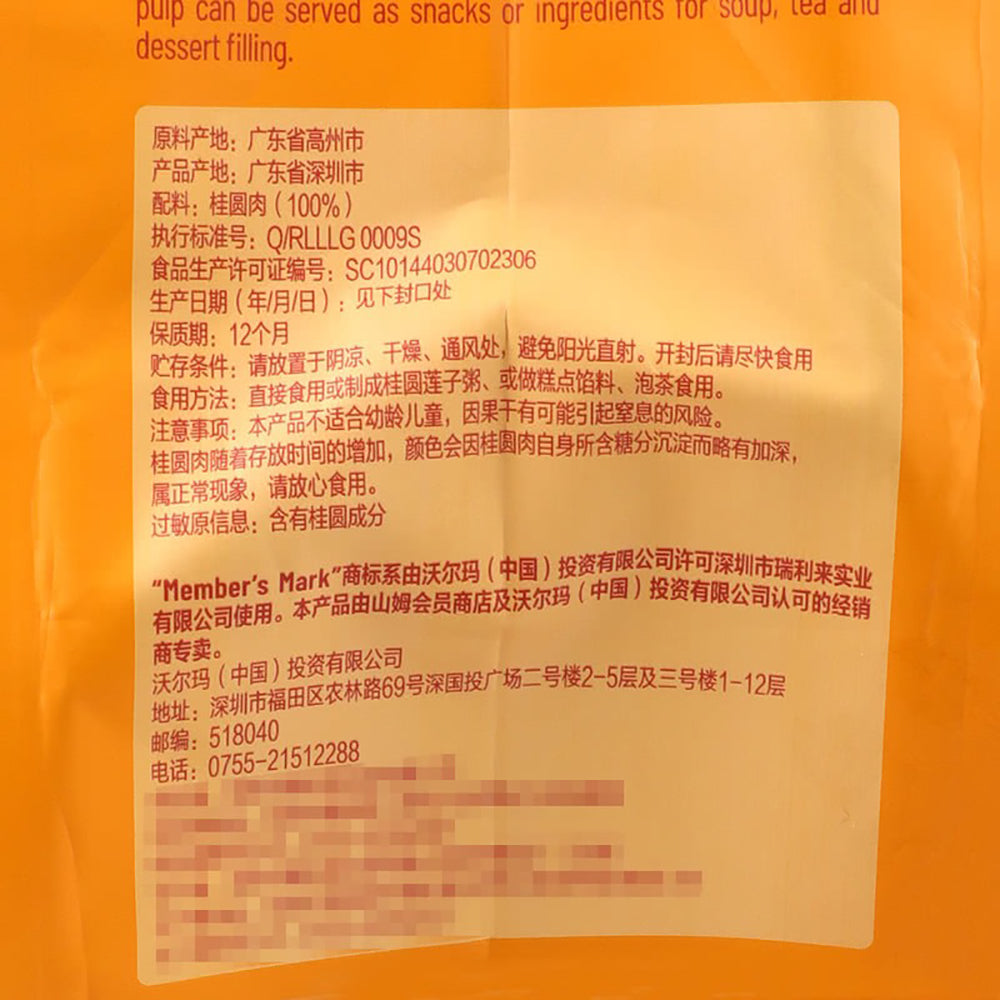 pulp can be served as snacks or ingredients for soup, tea and
dessert filling.
原料产地：广东省高州市
产品产地：广东省深圳市
配料：桂圆肉（100%）
执行标准号：Q/RLLLG 0009S
食品生产许可证编号：SC10144030702306
生产日期（年/月/日）：见下封口处
保质期：12个月
贮存条件：请放置于阴凉、干燥、通风处，避免阳光直射。开封后请尽快食用
食用方法：直接食用或制成桂圆莲子粥、或做糕点馅料、泡茶食用。
注意事项：本产品不适合幼龄儿童，因果干有可能引起窒息的风险。
桂圆肉随着存放时间的增加，颜色会因桂圆肉自身所含糖分沉淀而略有加深，
属正常现象，请放心食用。
过敏原信息：含有桂圆成分
“Member's Mark”商标系由沃尔玛（中国）投资有限公司许可深圳市瑞利来实业
有限公司使用。本产品由山姆会员商店及沃尔玛（中国）投资有限公司认可的经销
商专卖。
沃尔玛（中国）投资有限公司
地址：深圳市福田区农林路69号深国投广场二号楼2-5层及三号楼1-12层
邮编：518040
电话：0755-21512288